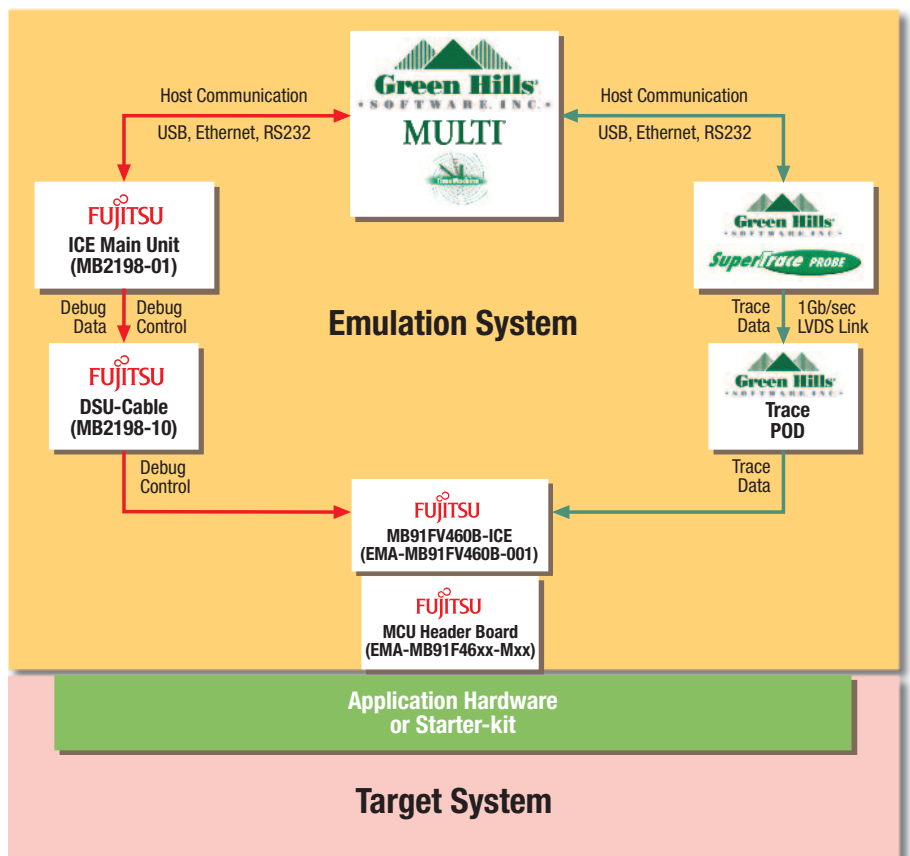 Green Hills®
• SOFTWARE, INC. •
MULTI®
TimeMachine
Host Communication
USB, Ethernet, RS232
Host Communication
USB, Ethernet, RS232
FUJITSU
ICE Main Unit
(MB2198-01)
Green Hills®
• SOFTWARE, INC. •
SuperTrace PROBE
Debug
Data
Debug
Control
Trace
Data
1Gb/sec
LVDS Link
Emulation System
FUJITSU
DSU-Cable
(MB2198-10)
Green Hills®
• SOFTWARE, INC. •
Trace
POD
Debug
Control
Trace
Data
FUJITSU
MB91FV460B-ICE
(EMA-MB91FV460B-001)
FUJITSU
MCU Header Board
(EMA-MB91F46xx-Mxx)
Application Hardware
or Starter-kit
Target System